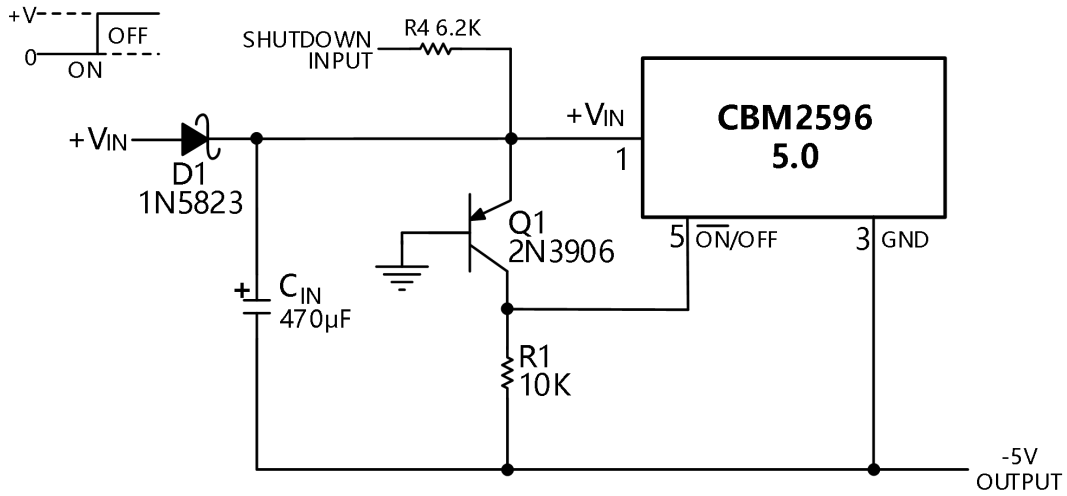 +V
OFF
0
ON
SHUTDOWN
INPUT
R4 6.2K
+VIN
D1
1N5823
+VIN
1
CBM2596
5.0
Q1
2N3906
5 ON/OFF
3 GND
+
CIN
470µF
R1
10K
-5V
OUTPUT